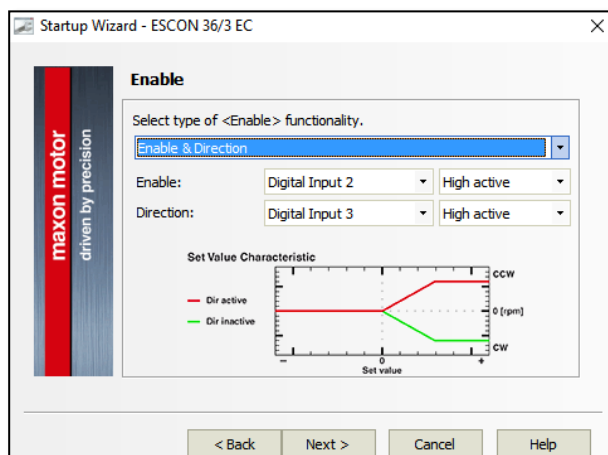 Startup Wizard - ESCON 36/3 EC
maxon motor
driven by precision
Enable
Select type of <Enable> functionality.
Enable & Direction
Enable: Digital Input 2 High active
Direction: Digital Input 3 High active
Set Value Characteristic
Dir active
Dir inactive
CCW
0 [rpm]
CW
− 0 +
Set value
< Back Next > Cancel Help